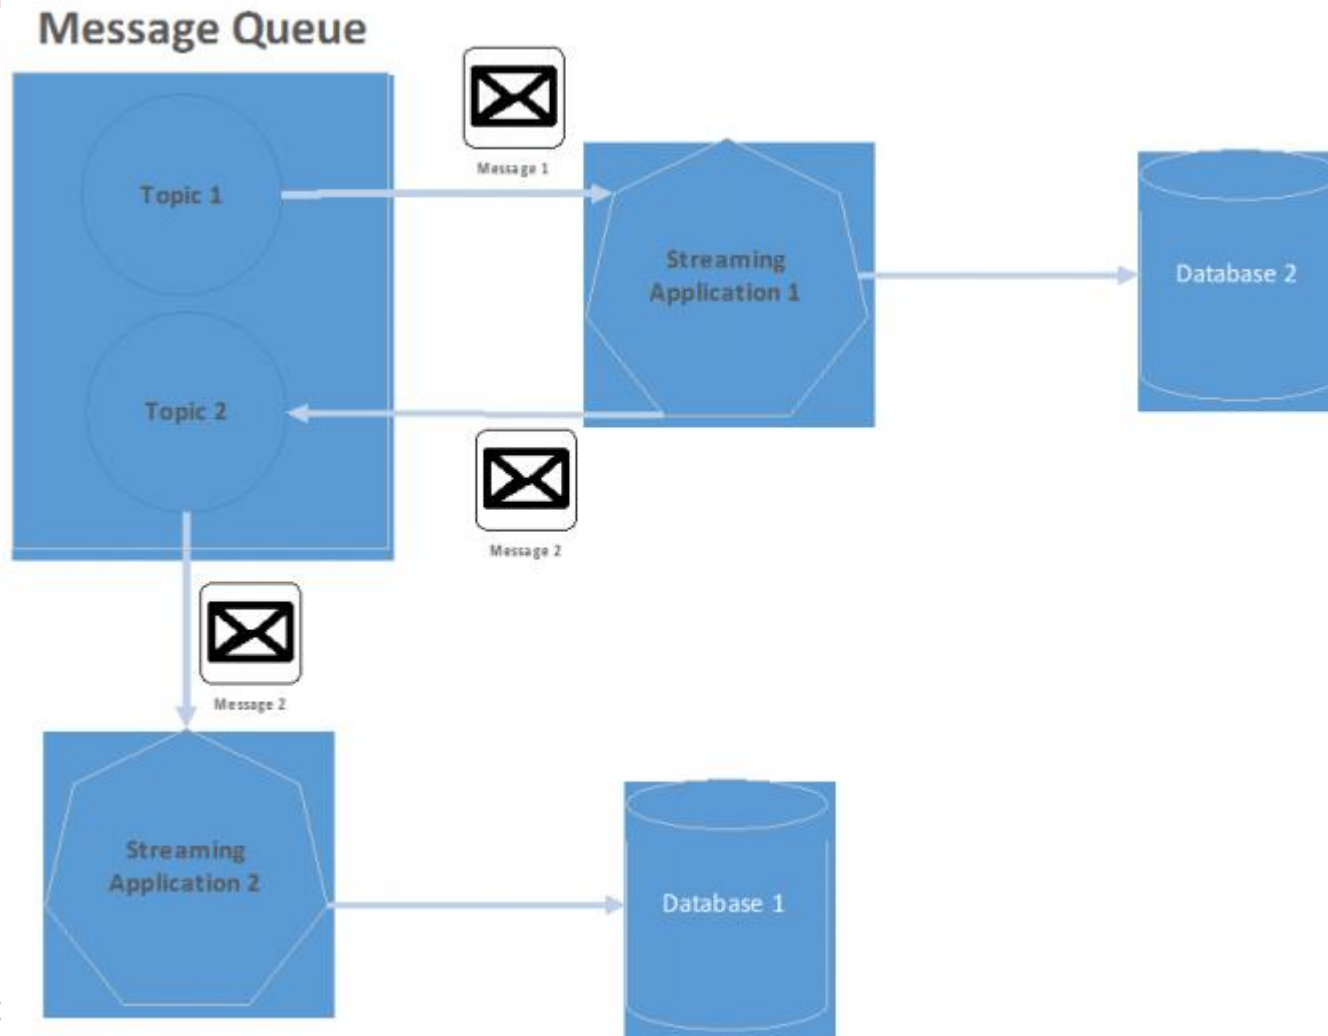 Message Queue
Message 1
Topic 1
Streaming
Application 1
Database 2
Topic 2
Message 2
Message 2
Streaming
Application 2
Database 1